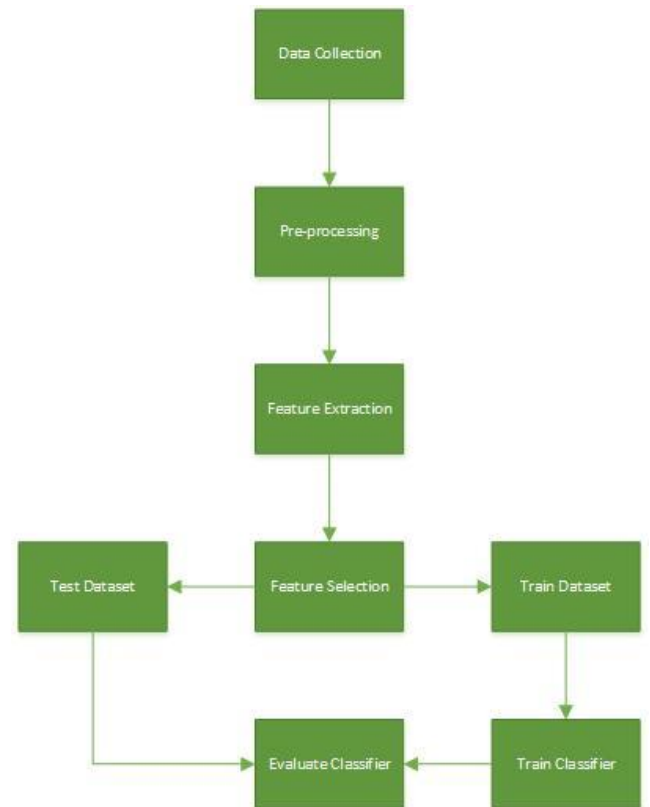 Data Collection
Pre-processing
Feature Extraction
Test Dataset
Feature Selection
Train Dataset
Evaluate Classifier
Train Classifier